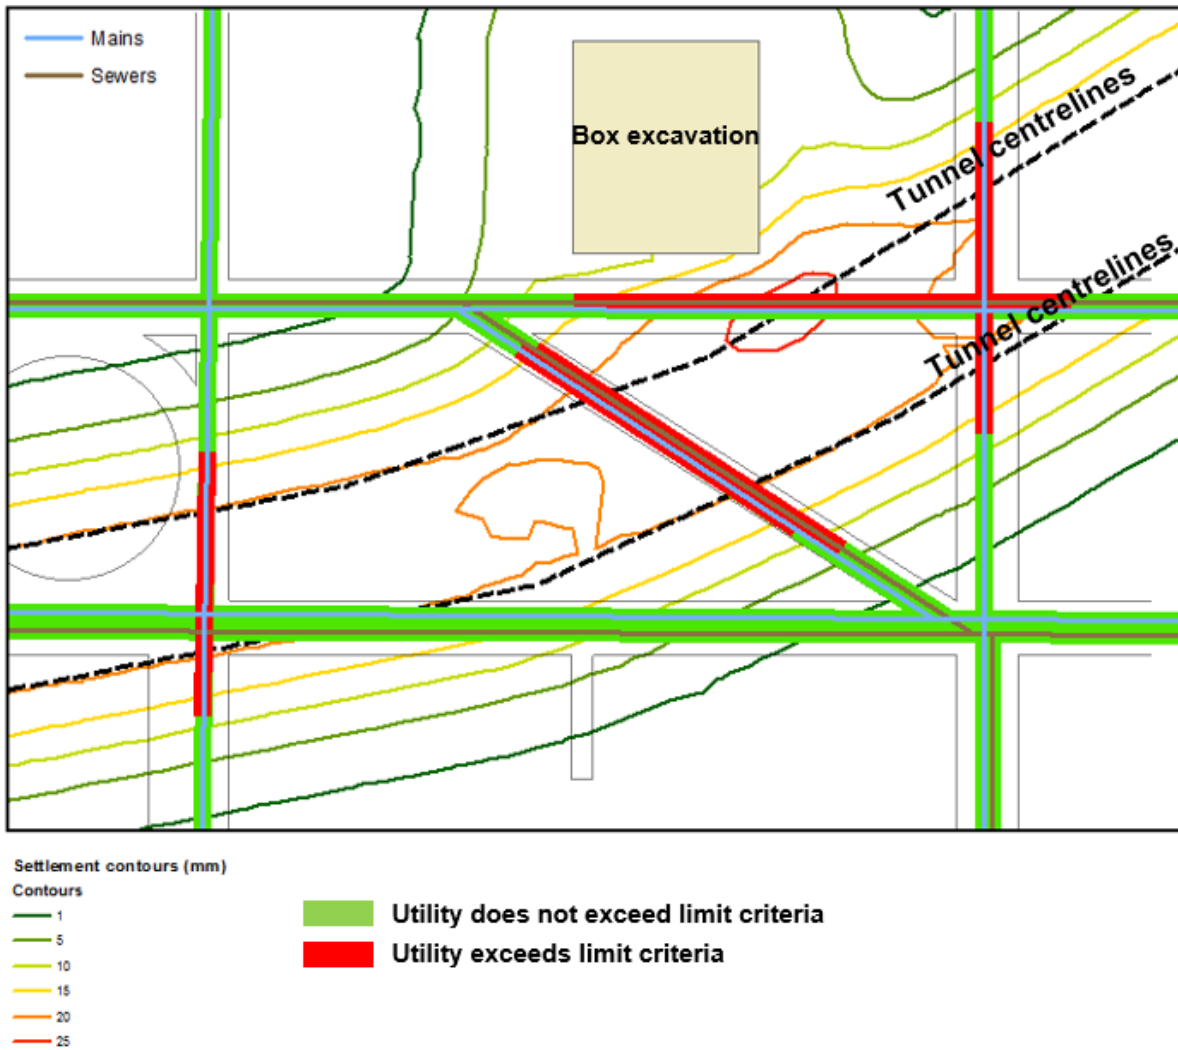 Mains
Sewers
Box excavation
Tunnel centrelines
Tunnel centrelines
Settlement contours (mm)
Contours
1
5
10
15
20
25
Utility does not exceed limit criteria
Utility exceeds limit criteria